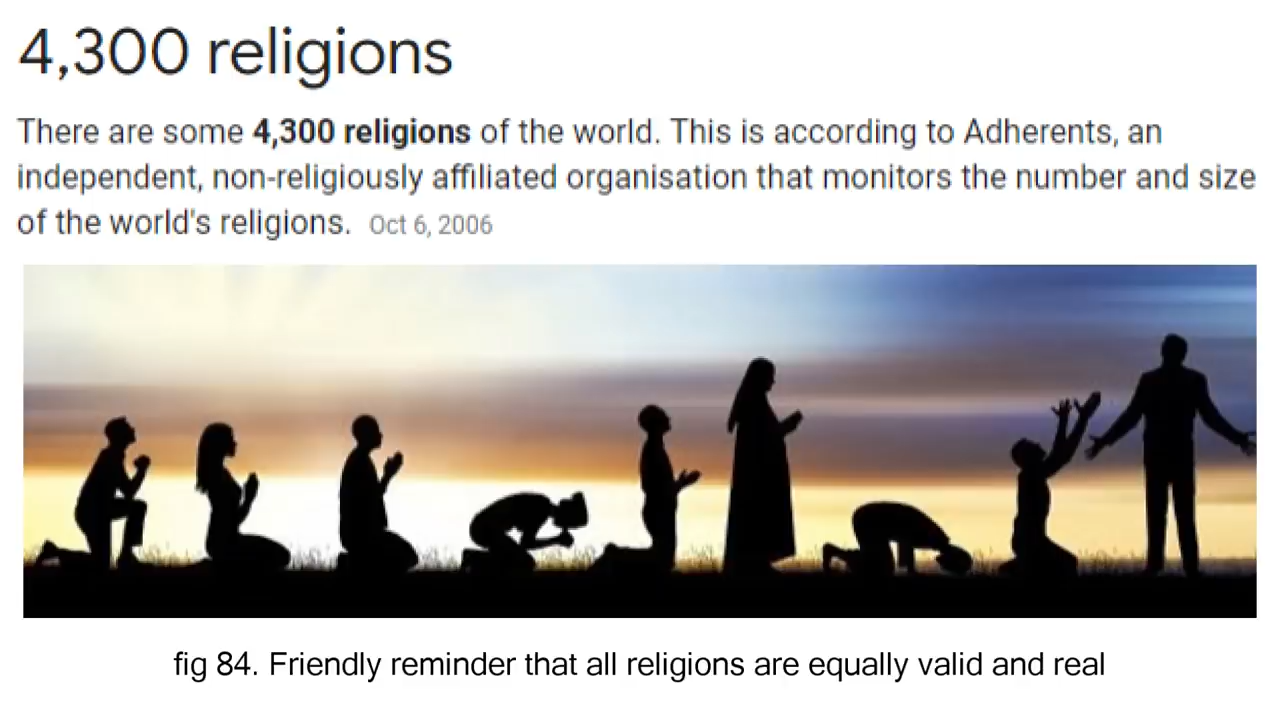 4,300 religions
There are some 4,300 religions of the world. This is according to Adherents, an
independent, non-religiously affiliated organisation that monitors the number and size
of the world's religions. Oct 6, 2006
fig 84. Friendly reminder that all religions are equally valid and real